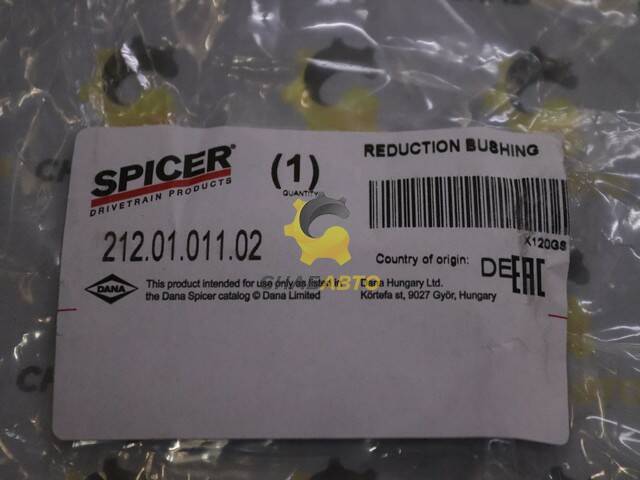 SPICER®
DRIVETRAIN PRODUCTS
(1)
QUANTITY
REDUCTION BUSHING
212.01.011.02
X120GS
Country of origin: DE
EAC
DANA
This product intended for use only as listed in
the Dana Spicer catalog © Dana Limited
Dana Hungary Ltd.
Körtefa st, 9027 Győr, Hungary
СНАБАВТО